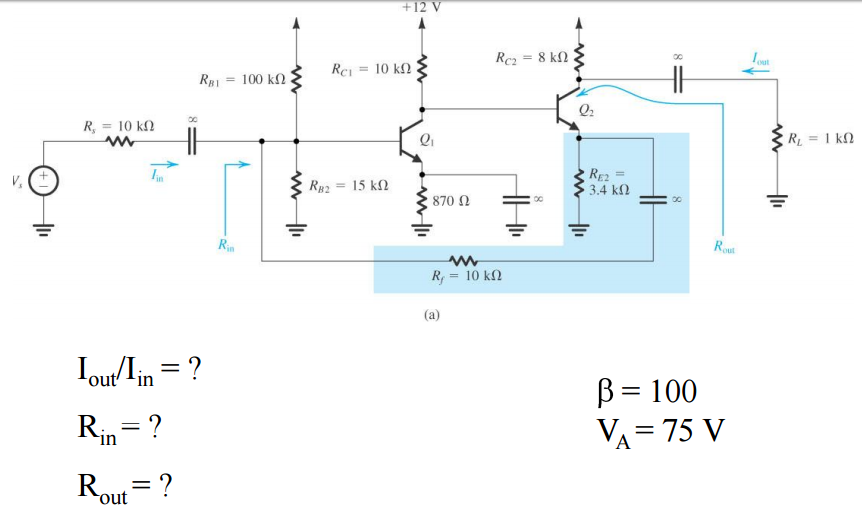 +12 V
R_B1 = 100 kΩ
R_C1 = 10 kΩ
R_C2 = 8 kΩ
∞
I_out
R_s = 10 kΩ
∞
Q_1
Q_2
R_L = 1 kΩ
V_s
+
−
I_in
R_B2 = 15 kΩ
870 Ω
∞
R_E2 =
3.4 kΩ
∞
R_in
R_out
R_f = 10 kΩ
(a)
I_out/I_in = ?
R_in = ?
R_out = ?
β = 100
V_A = 75 V